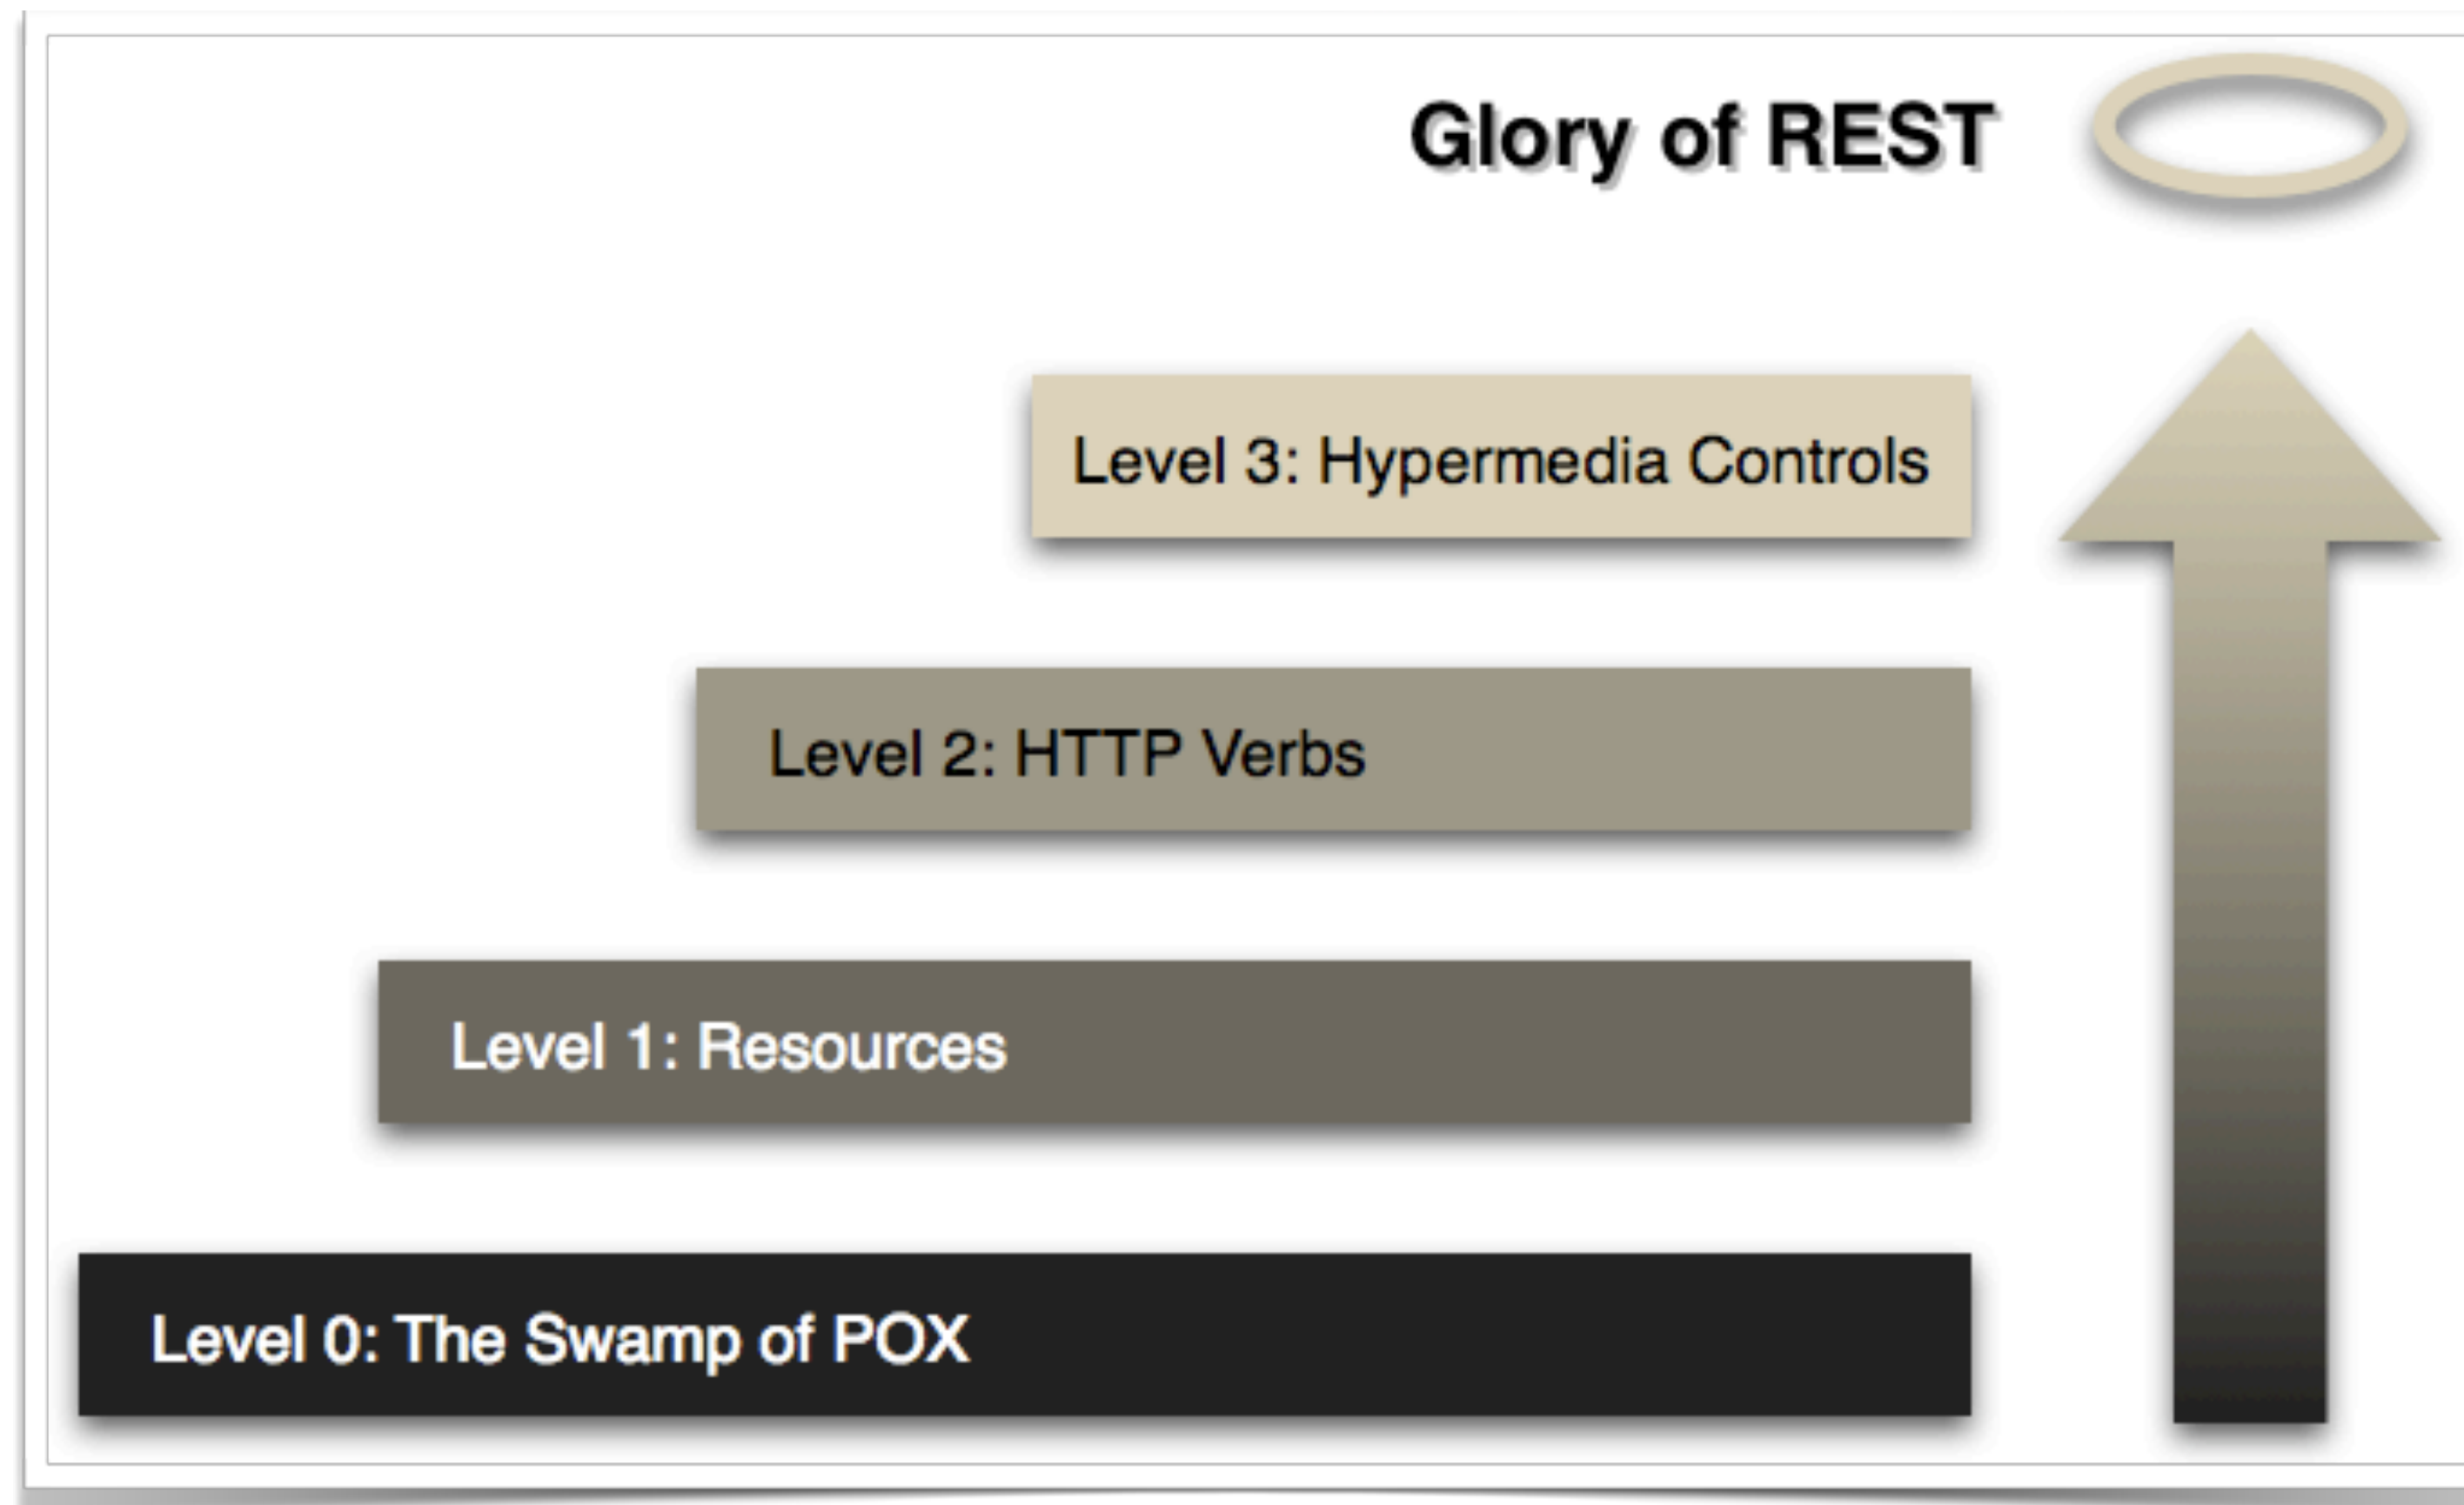 Glory of REST
Level 3: Hypermedia Controls
Level 2: HTTP Verbs
Level 1: Resources
Level 0: The Swamp of POX